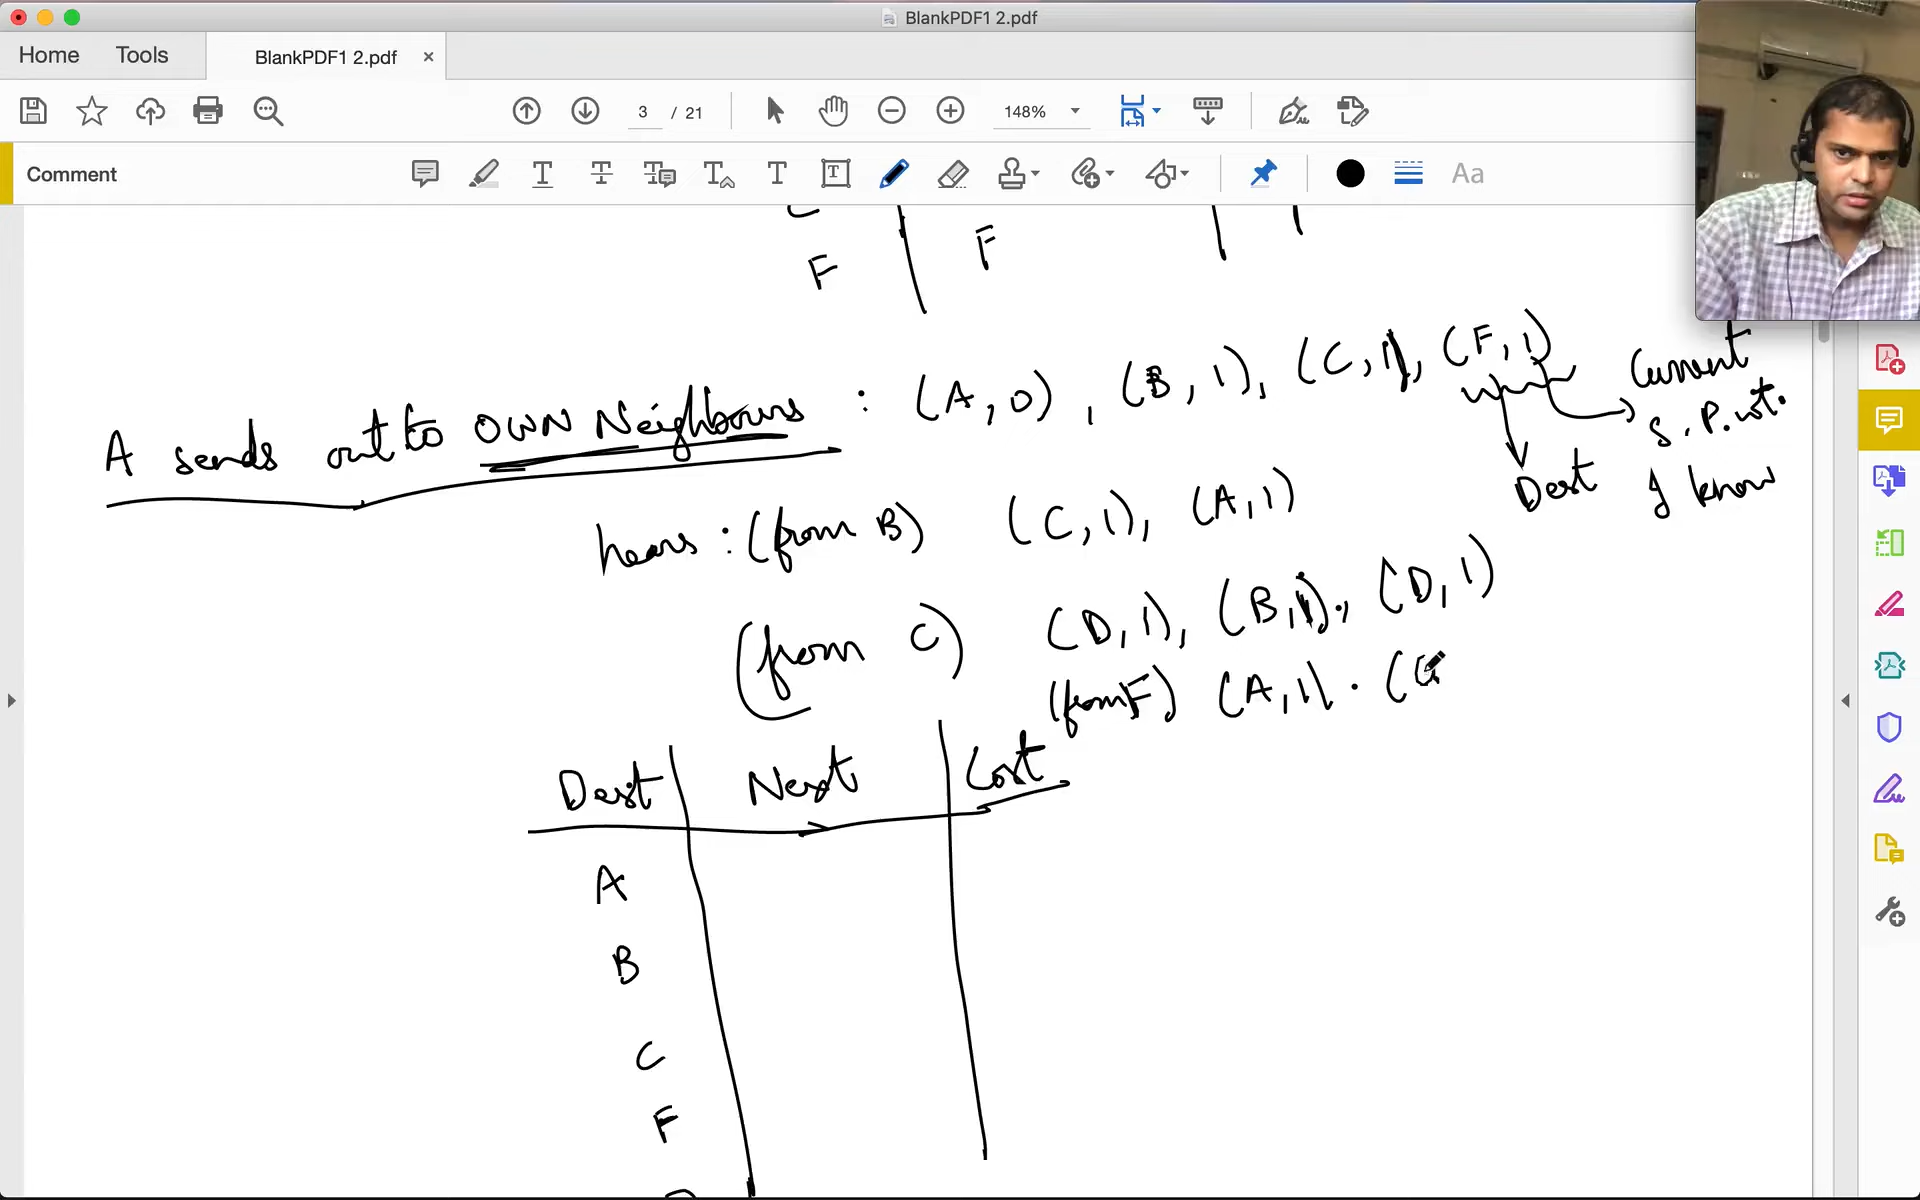 BlankPDF1 2.pdf
Home Tools BlankPDF1 2.pdf ×
3 / 21 148%
Comment Aa
F F
A sends out to OWN Neighbours : (A, 0) , (B, 1), (C, 1), (F, 1)
Current
S. P. wt.
I know
Dest
hears : (from B) (C, 1), (A, 1)
(from C) (D, 1), (B, 1), (D, 1)
(from F) (A, 1) . (G
Dest Next Cost
A
B
C
F